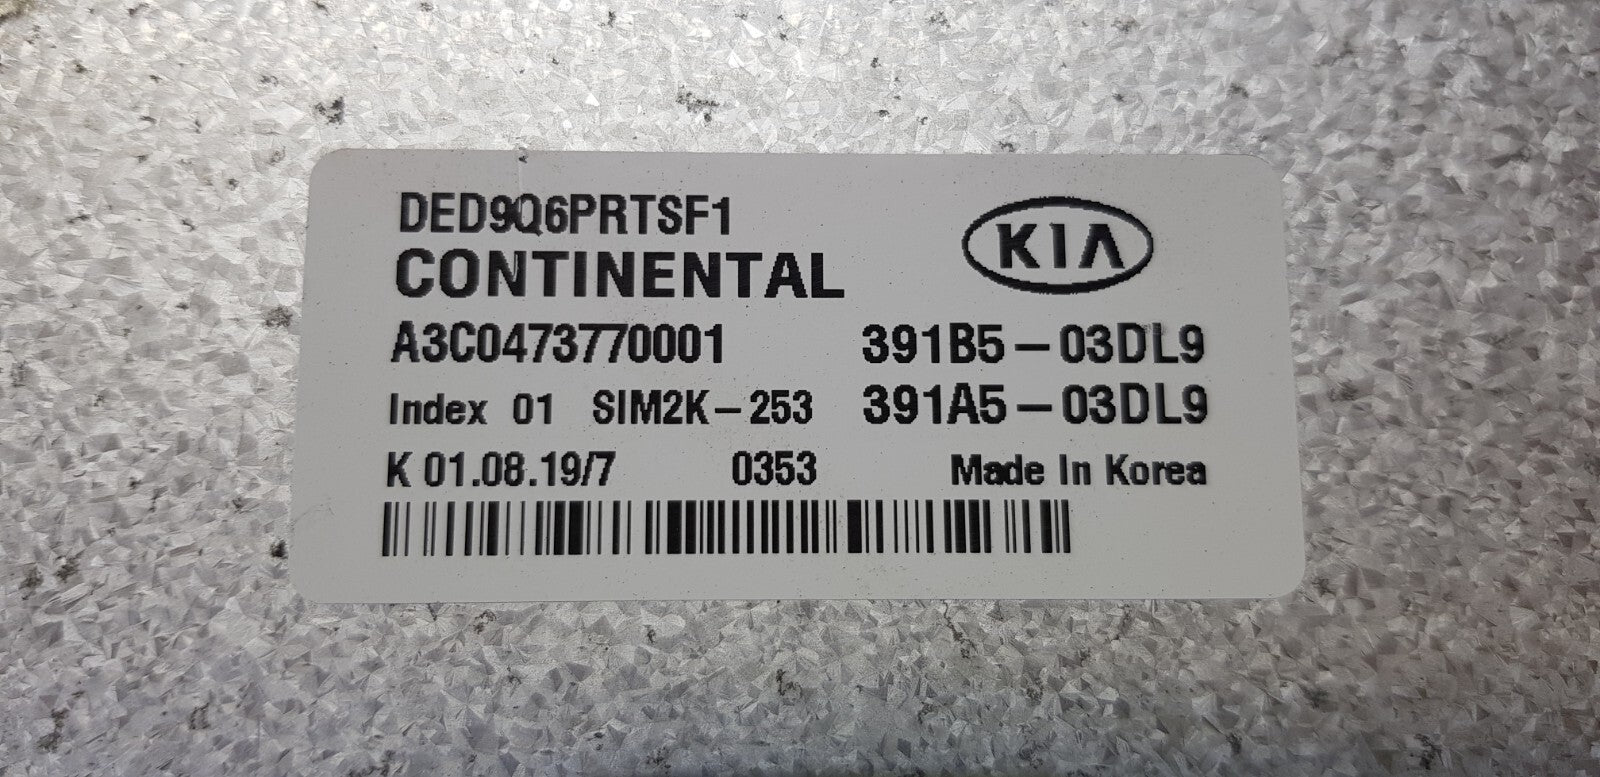 DED9Q6PRTSF1
CONTINENTAL
KIA
A3C0473770001 391B5-03DL9
Index 01 SIM2K-253 391A5-03DL9
K 01.08.19/7 0353 Made In Korea